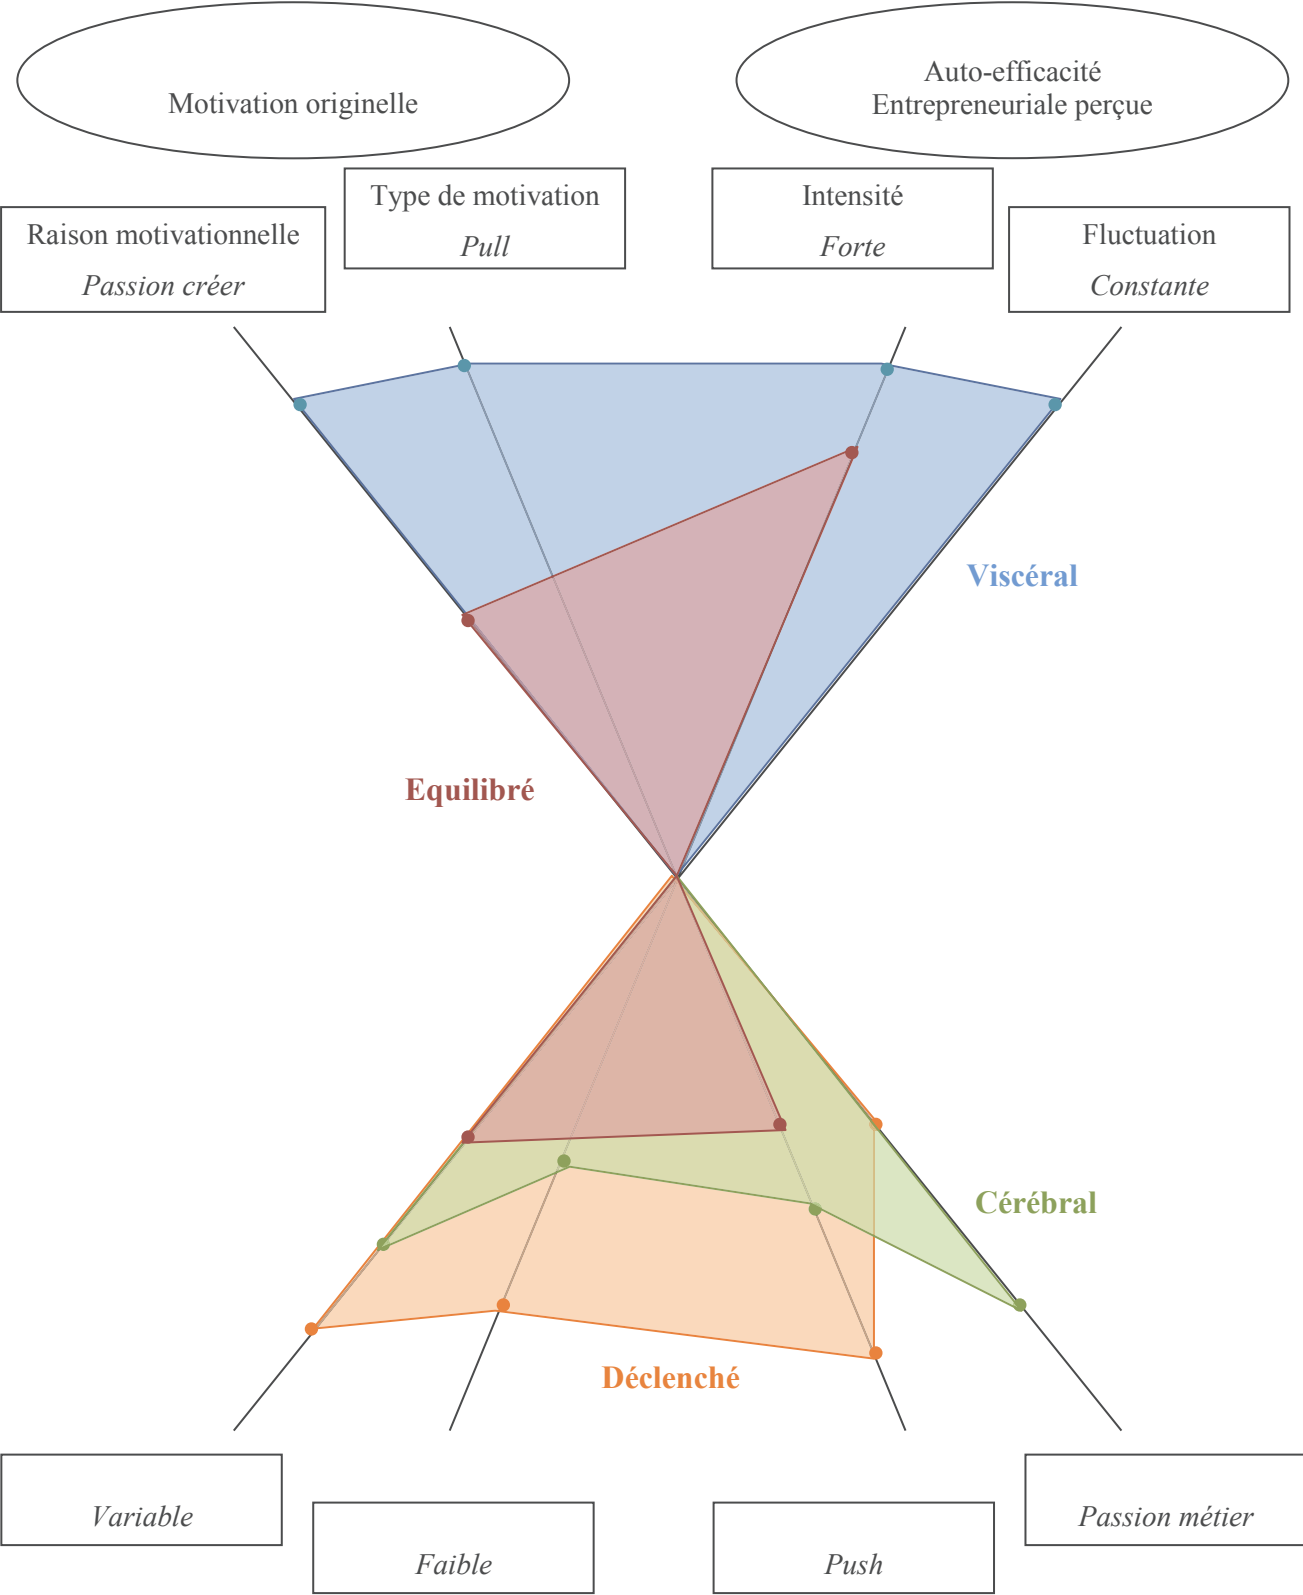 Motivation originelle
Auto-efficacité
Entrepreneuriale perçue
Type de motivation
Pull
Intensité
Forte
Raison motivationnelle
Passion créer
Fluctuation
Constante
Viscéral
Equilibré
Cérébral
Déclenché
Variable
Faible
Push
Passion métier